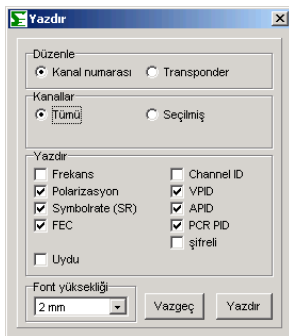 Yazdır
Düzenle
Kanal numarası Transponder
Kanallar
Tümü Seçilmiş
Yazdır
Frekans Channel ID
Polarizasyon VPID
Symbolrate (SR) APID
FEC PCR PID
şifreli
Uydu
Font yüksekliği
2 mm Vazgeç Yazdır